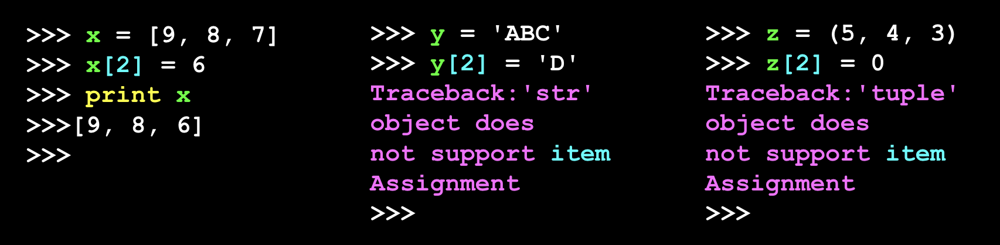 >>> x = [9, 8, 7]
>>> x[2] = 6
>>> print x
>>>[9, 8, 6]
>>>
>>> y = 'ABC'
>>> y[2] = 'D'
Traceback:'str'
object does
not support item
Assignment
>>>
>>> z = (5, 4, 3)
>>> z[2] = 0
Traceback:'tuple'
object does
not support item
Assignment
>>>